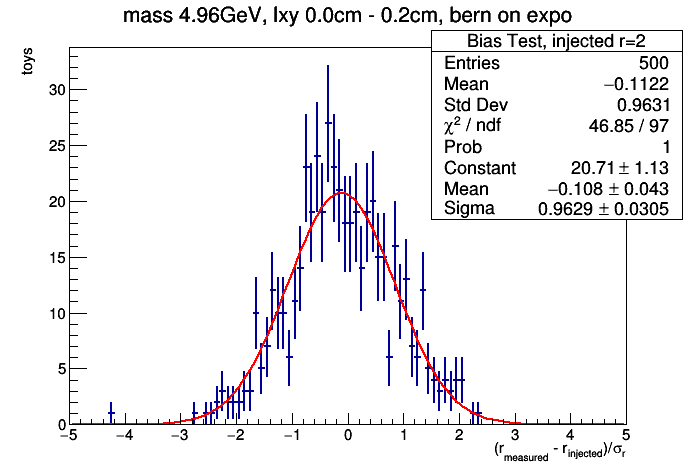 mass 4.96GeV, lxy 0.0cm - 0.2cm, bern on expo
toys
Bias Test, injected r=2
Entries 500
Mean −0.1122
Std Dev 0.9631
χ² / ndf 46.85 / 97
Prob 1
Constant 20.71 ± 1.13
Mean −0.108 ± 0.043
Sigma 0.9629 ± 0.0305
30
25
20
15
10
5
0
−5 −4 −3 −2 −1 0 1 2 3 4 5
(r_measured - r_injected)/σ_r